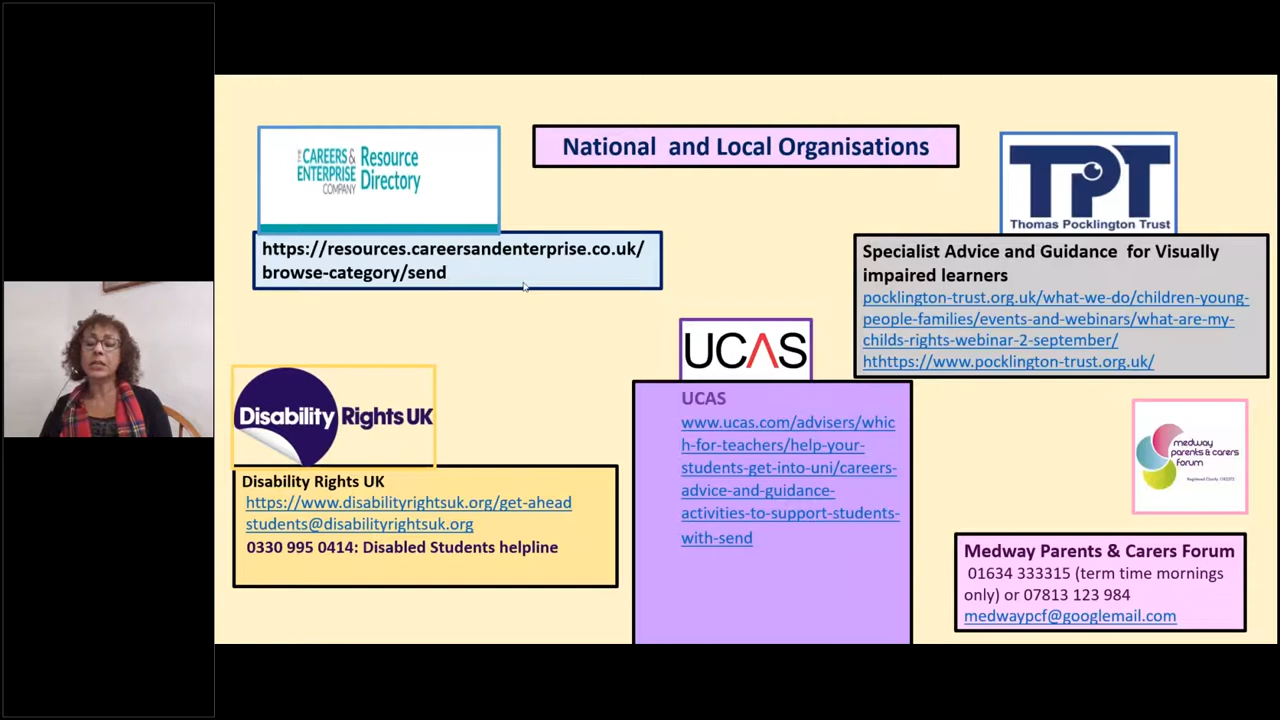 National and Local Organisations
THE
CAREERS &
ENTERPRISE
COMPANY
Resource
Directory
https://resources.careersandenterprise.co.uk/
browse-category/send
TPT
Thomas Pocklington Trust
Specialist Advice and Guidance for Visually
impaired learners
pocklington-trust.org.uk/what-we-do/children-young-
people-families/events-and-webinars/what-are-my-
childs-rights-webinar-2-september/
hthttps://www.pocklington-trust.org.uk/
Disability Rights UK
Disability Rights UK
https://www.disabilityrightsuk.org/get-ahead
students@disabilityrightsuk.org
0330 995 0414: Disabled Students helpline
UCAS
UCAS
www.ucas.com/advisers/whic
h-for-teachers/help-your-
students-get-into-uni/careers-
advice-and-guidance-
activities-to-support-students-
with-send
medway
parents & carers
forum
Medway Parents & Carers Forum
01634 333315 (term time mornings
only) or 07813 123 984
medwaypcf@googlemail.com